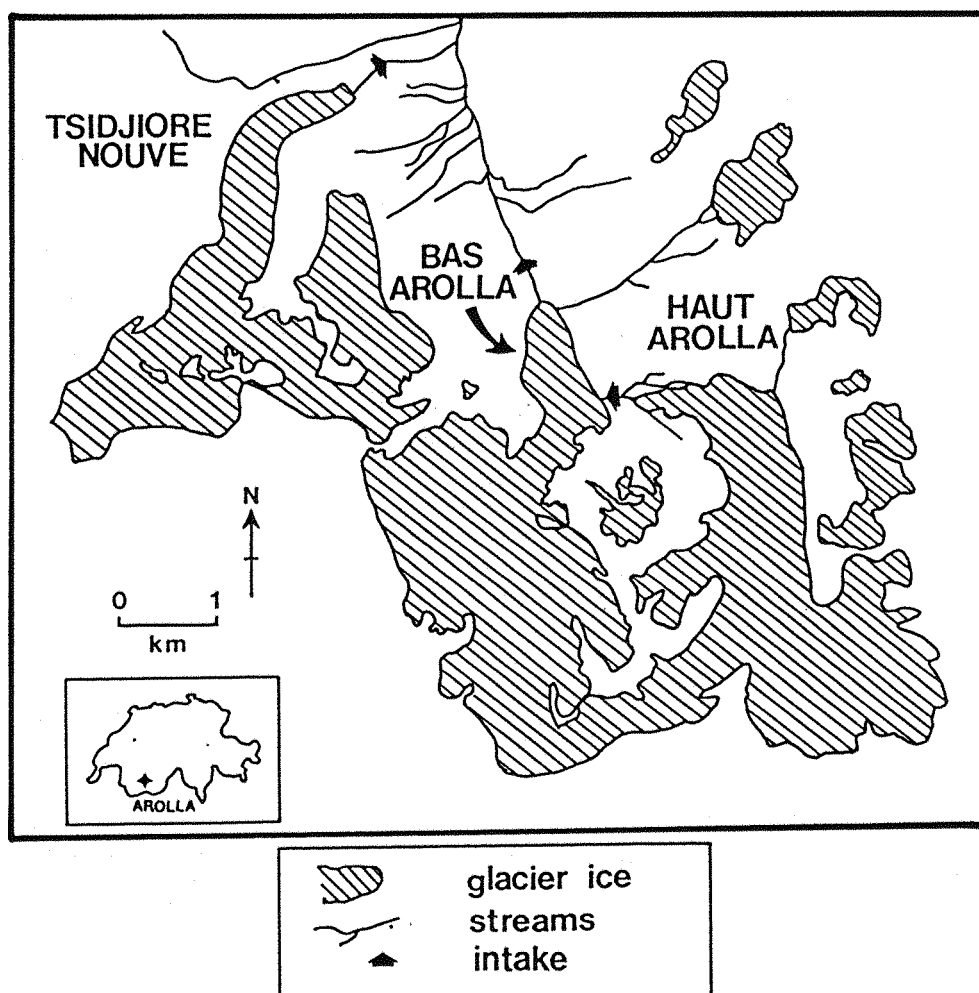 TSIDJIORE
NOUVE
BAS
AROLLA
HAUT
AROLLA
N
0 1
km
AROLLA
glacier ice
streams
intake